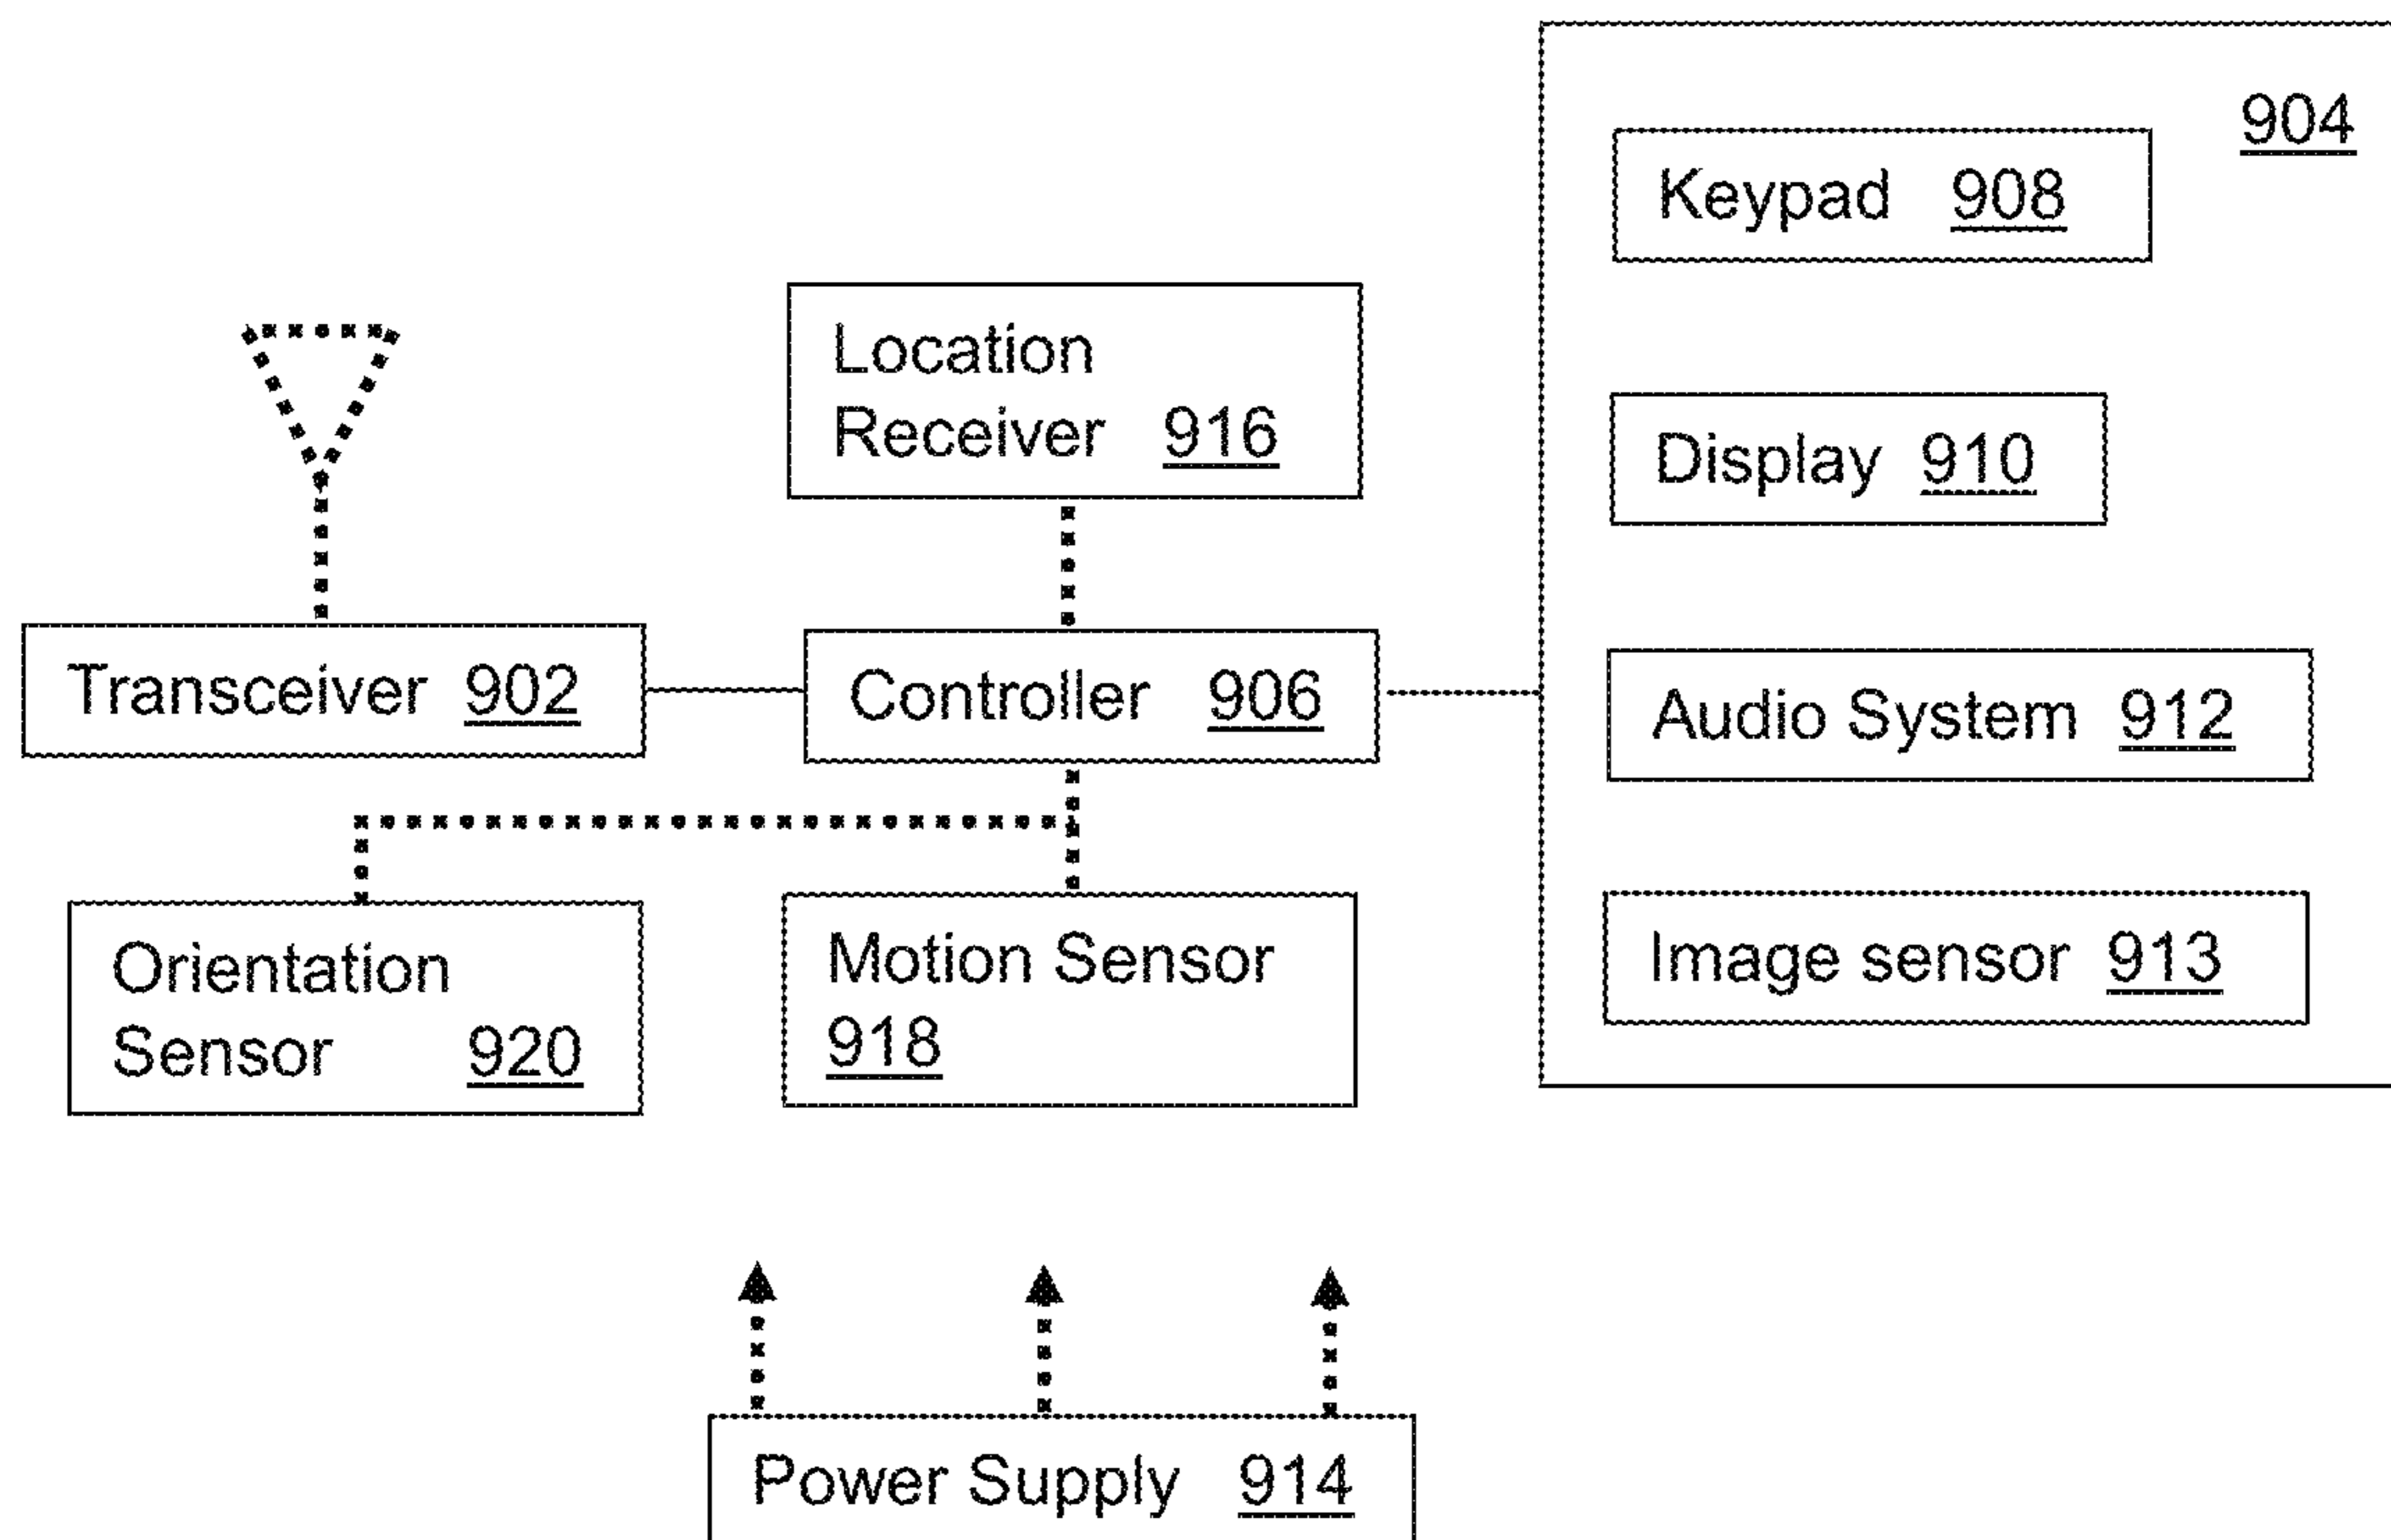 904
Keypad 908
Location
Receiver 916
Display 910
Transceiver 902
Controller 906
Audio System 912
Orientation
Sensor 920
Motion Sensor
918
Image sensor 913
Power Supply 914